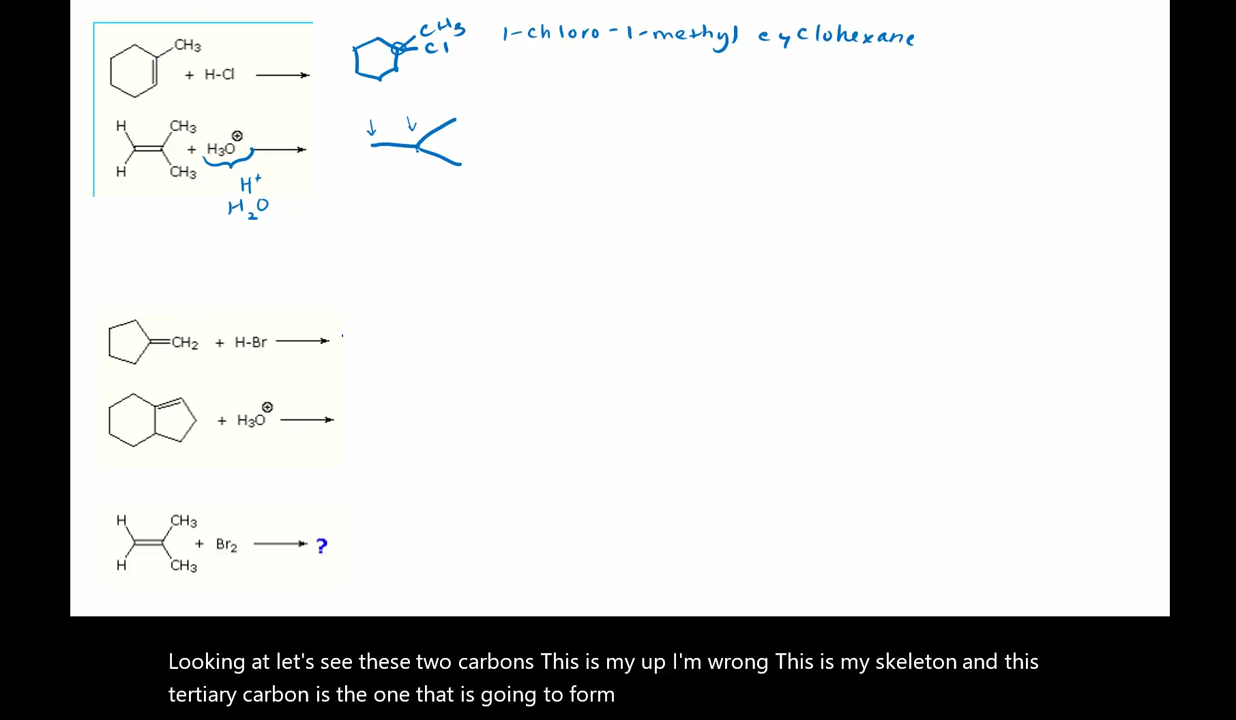 CH3
+ H-Cl
CH3
Cl
1-chloro-1-methyl cyclohexane
H CH3
+ H3O ⊕
H CH3
H+
H2O
=CH2 + H-Br
+ H3O ⊕
H CH3
+ Br2 ?
H CH3
Looking at let's see these two carbons This is my up I'm wrong This is my skeleton and this
tertiary carbon is the one that is going to form